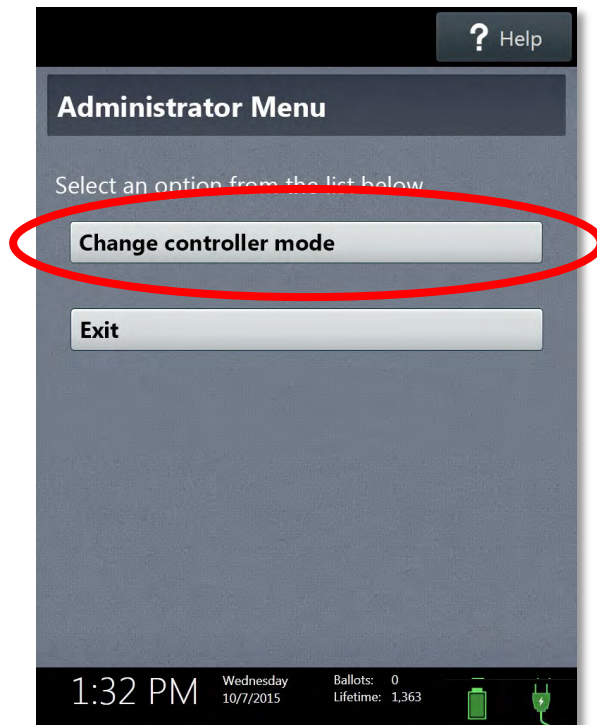 ? Help
Administrator Menu
Select an option from the list below
Change controller mode
Exit
1:32 PM
Wednesday
10/7/2015
Ballots: 0
Lifetime: 1,363